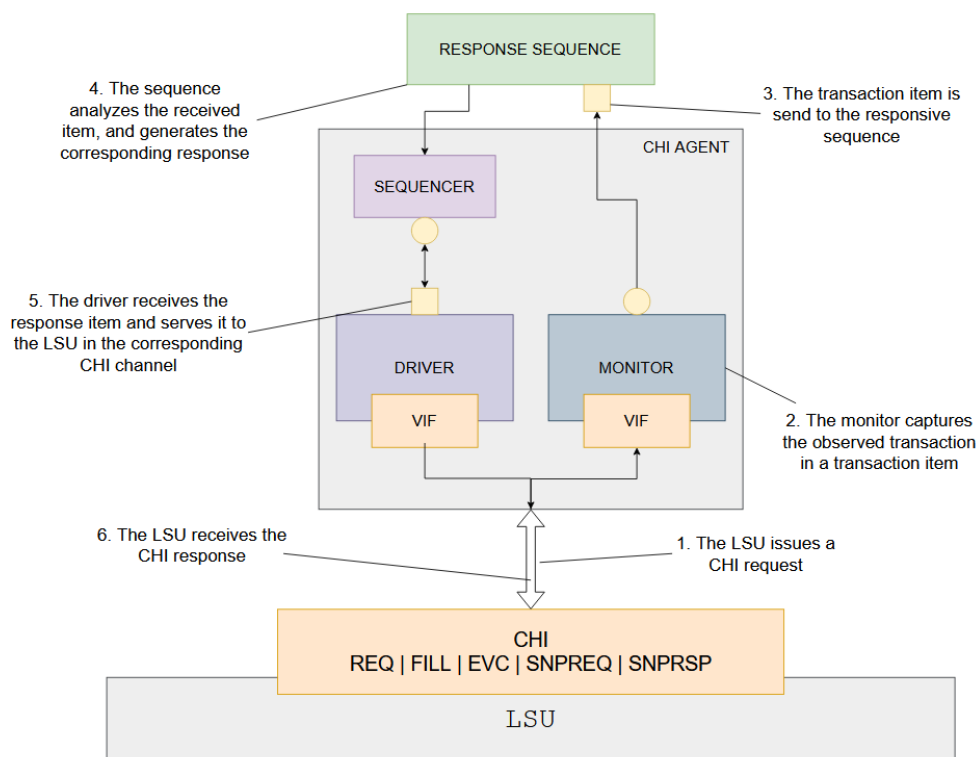 RESPONSE SEQUENCE
4. The sequence
analyzes the received
item, and generates the
corresponding response
3. The transaction item is
send to the responsive
sequence
CHI AGENT
SEQUENCER
5. The driver receives the
response item and serves it to
the LSU in the corresponding
CHI channel
DRIVER
MONITOR
VIF
VIF
2. The monitor captures
the observed transaction
in a transaction item
6. The LSU receives the
CHI response
1. The LSU issues a
CHI request
CHI
REQ | FILL | EVC | SNPREQ | SNPRSP
LSU